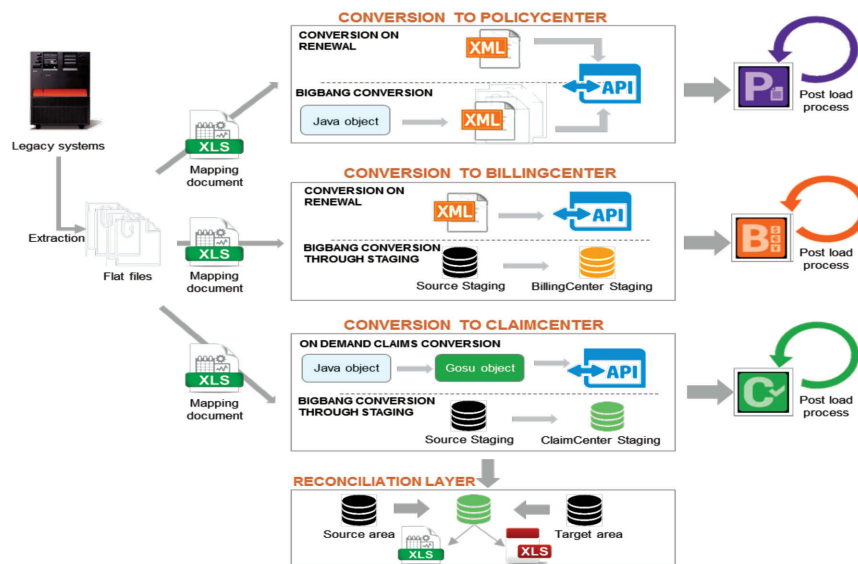 CONVERSION TO POLICYCENTER
CONVERSION ON
RENEWAL
XML
API
BIGBANG CONVERSION
Java object
XML
P
Post load
process
Legacy systems
XLS
Mapping
document
CONVERSION TO BILLINGCENTER
CONVERSION ON
RENEWAL
XML
API
BIGBANG CONVERSION
THROUGH STAGING
Source Staging
BillingCenter Staging
B
Post load
process
Extraction
Flat files
XLS
Mapping
document
CONVERSION TO CLAIMCENTER
ON DEMAND CLAIMS CONVERSION
Java object
Gosu object
API
BIGBANG CONVERSION
THROUGH STAGING
Source Staging
ClaimCenter Staging
C
Post load
process
XLS
Mapping
document
RECONCILIATION LAYER
Source area
Target area
XLS
XLS